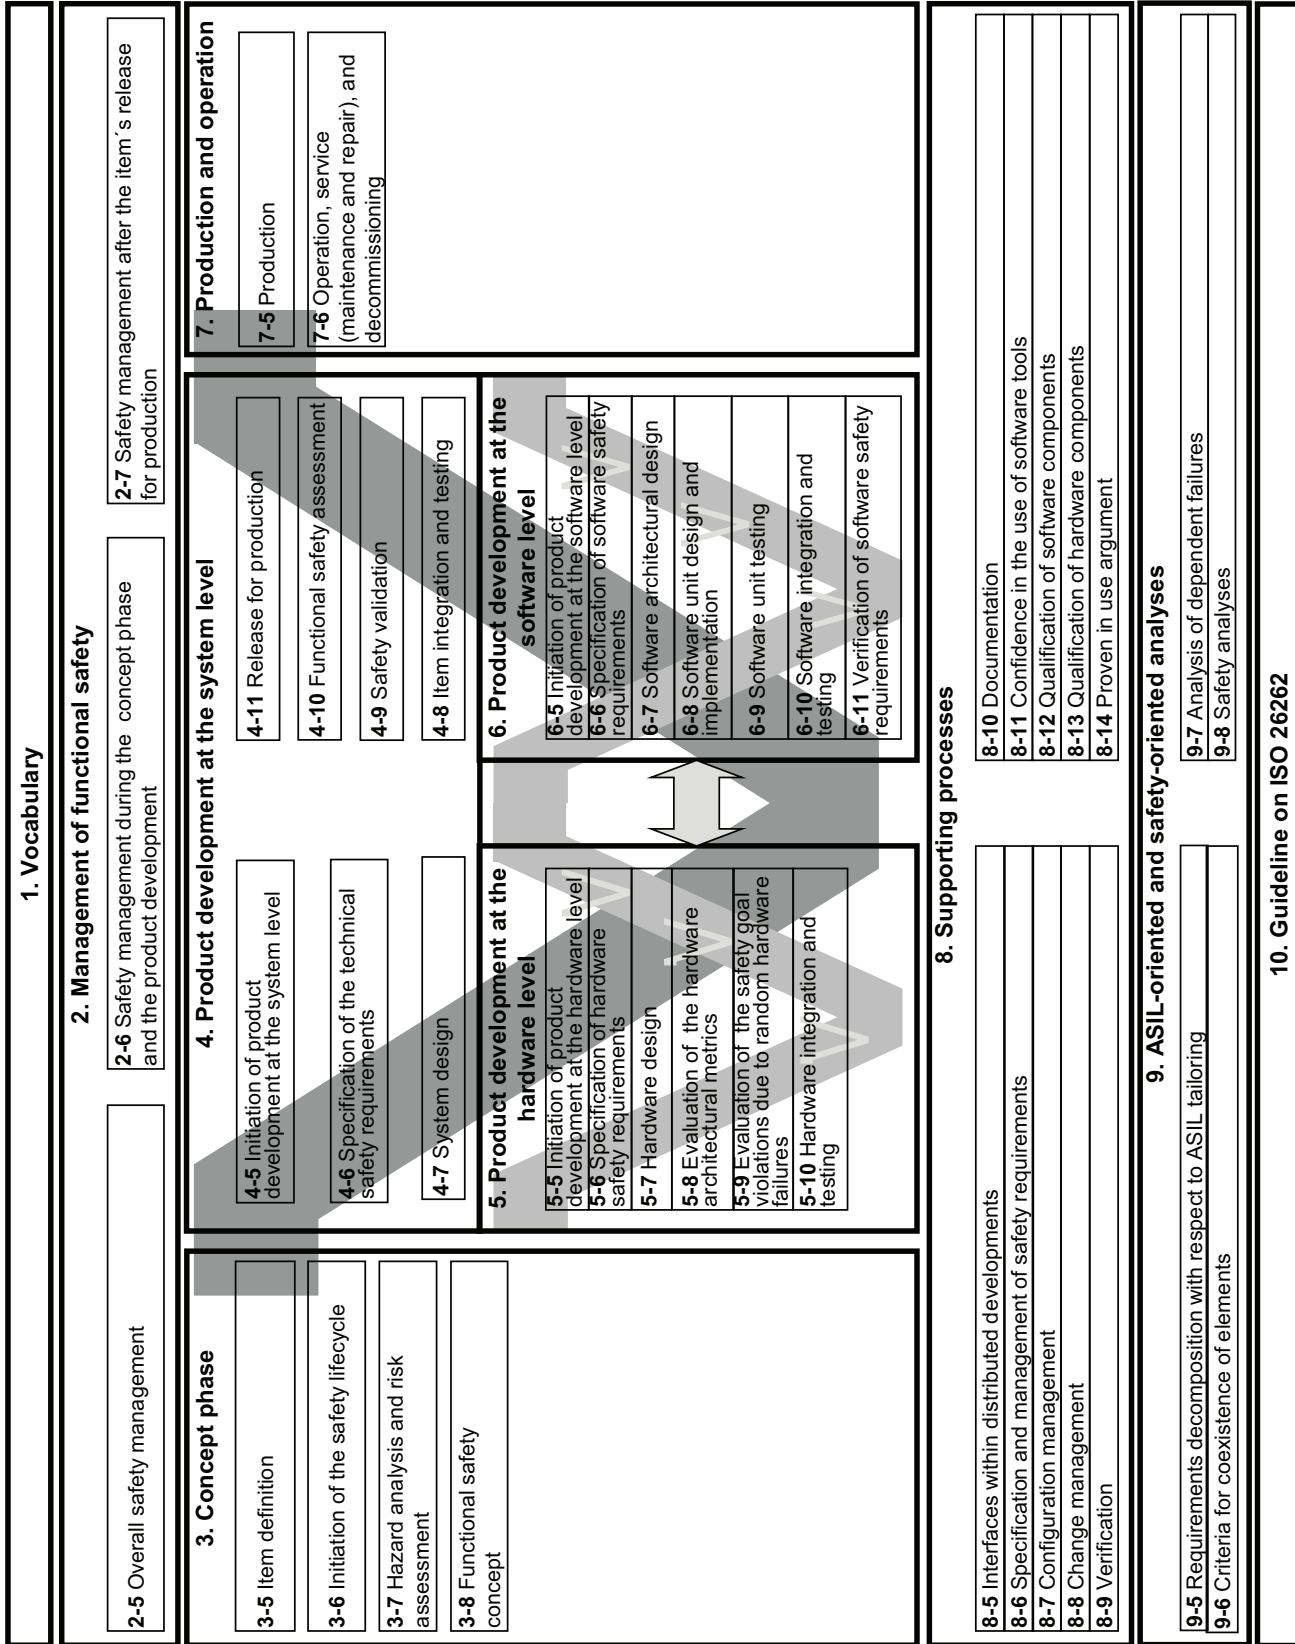 1. Vocabulary
2. Management of functional safety
2-5 Overall safety management
2-6 Safety management during the concept phase
and the product development
2-7 Safety management after the item´s release
for production
3. Concept phase
3-5 Item definition
3-6 Initiation of the safety lifecycle
3-7 Hazard analysis and risk
assessment
3-8 Functional safety
concept
4. Product development at the system level
4-5 Initiation of product
development at the system level
4-6 Specification of the technical
safety requirements
4-7 System design
4-11 Release for production
4-10 Functional safety assessment
4-9 Safety validation
4-8 Item integration and testing
5. Product development at the
hardware level
5-5 Initiation of product
development at the hardware level
5-6 Specification of hardware
safety requirements
5-7 Hardware design
5-8 Evaluation of the hardware
architectural metrics
5-9 Evaluation of the safety goal
violations due to random hardware
failures
5-10 Hardware integration and
testing
6. Product development at the
software level
6-5 Initiation of product
development at the software level
6-6 Specification of software safety
requirements
6-7 Software architectural design
6-8 Software unit design and
implementation
6-9 Software unit testing
6-10 Software integration and
testing
6-11 Verification of software safety
requirements
7. Production and operation
7-5 Production
7-6 Operation, service
(maintenance and repair), and
decommissioning
8. Supporting processes
8-5 Interfaces within distributed developments
8-6 Specification and management of safety requirements
8-7 Configuration management
8-8 Change management
8-9 Verification
8-10 Documentation
8-11 Confidence in the use of software tools
8-12 Qualification of software components
8-13 Qualification of hardware components
8-14 Proven in use argument
9. ASIL-oriented and safety-oriented analyses
9-5 Requirements decomposition with respect to ASIL tailoring
9-6 Criteria for coexistence of elements
9-7 Analysis of dependent failures
9-8 Safety analyses
10. Guideline on ISO 26262